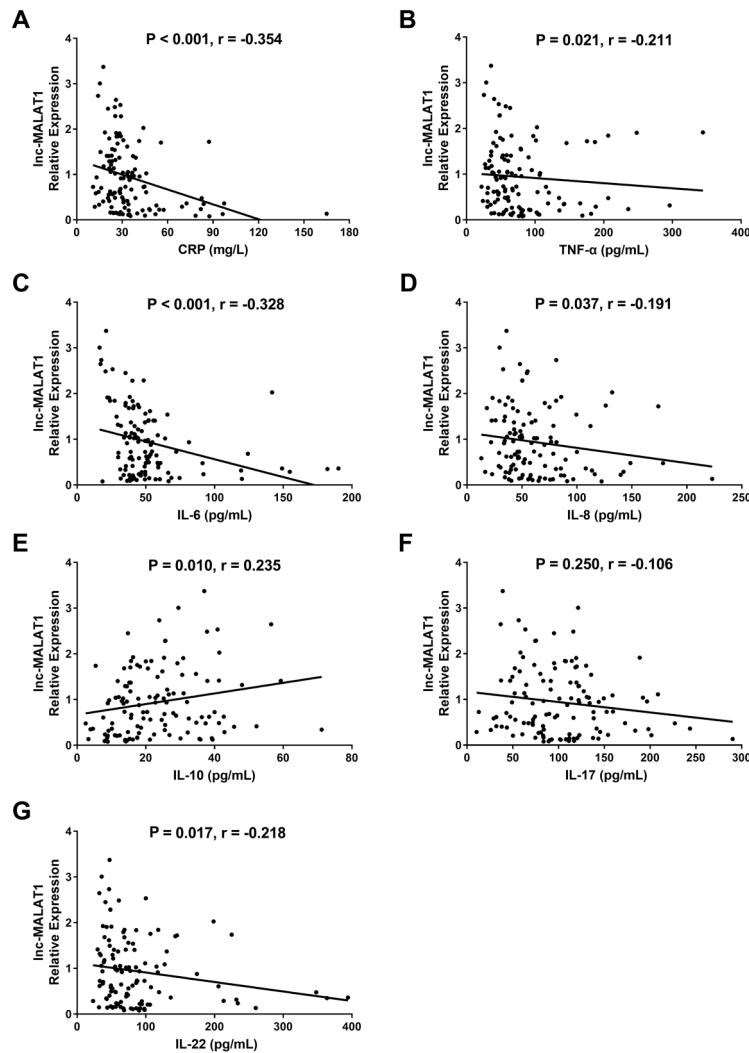 A
P < 0.001, r = -0.354
lnc-MALAT1
Relative Expression
4
3
2
1
0
0 30 60 90 120 150 180
CRP (mg/L)
B
P = 0.021, r = -0.211
lnc-MALAT1
Relative Expression
4
3
2
1
0
0 100 200 300 400
TNF-α (pg/mL)
C
P < 0.001, r = -0.328
lnc-MALAT1
Relative Expression
4
3
2
1
0
0 50 100 150 200
IL-6 (pg/mL)
D
P = 0.037, r = -0.191
lnc-MALAT1
Relative Expression
4
3
2
1
0
0 50 100 150 200 250
IL-8 (pg/mL)
E
P = 0.010, r = 0.235
lnc-MALAT1
Relative Expression
4
3
2
1
0
0 20 40 60 80
IL-10 (pg/mL)
F
P = 0.250, r = -0.106
lnc-MALAT1
Relative Expression
4
3
2
1
0
0 50 100 150 200 250 300
IL-17 (pg/mL)
G
P = 0.017, r = -0.218
lnc-MALAT1
Relative Expression
4
3
2
1
0
0 100 200 300 400
IL-22 (pg/mL)